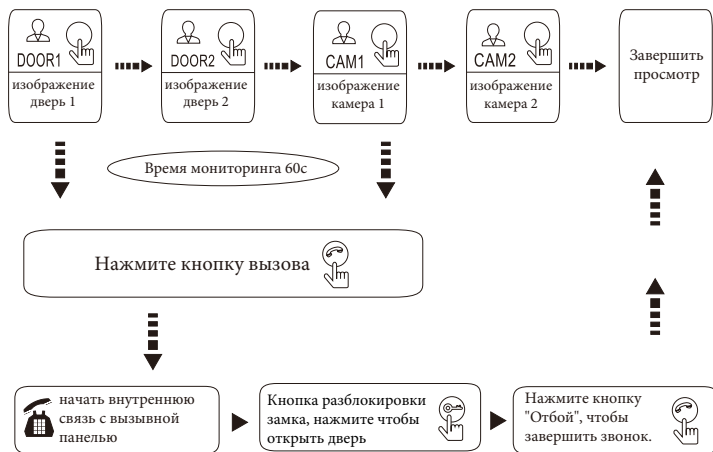 DOOR1
изображение
дверь 1
DOOR2
изображение
дверь 2
CAM1
изображение
камера 1
CAM2
изображение
камера 2
Завершить
просмотр
Время мониторинга 60с
Нажмите кнопку вызова
начать внутреннюю
связь с вызывной
панелью
Кнопка разблокировки
замка, нажмите чтобы
открыть дверь
Нажмите кнопку
"Отбой", чтобы
завершить звонок.